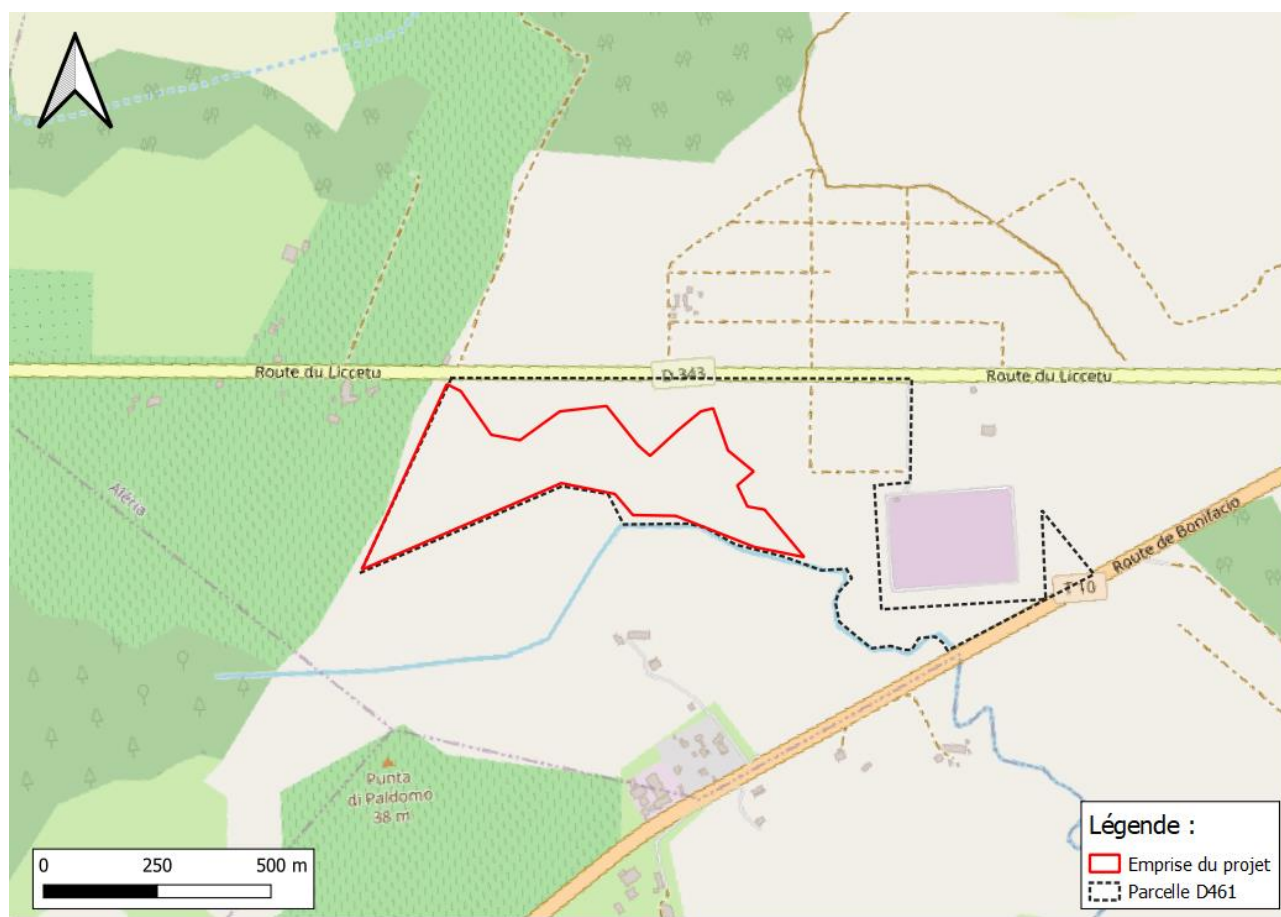 Route du Liccetu
D 343
Route du Liccetu
Aléria
Route de Bonifacio
T 10
Punta
di Paldomo
38 m
0 250 500 m
Légende :
Emprise du projet
Parcelle D461